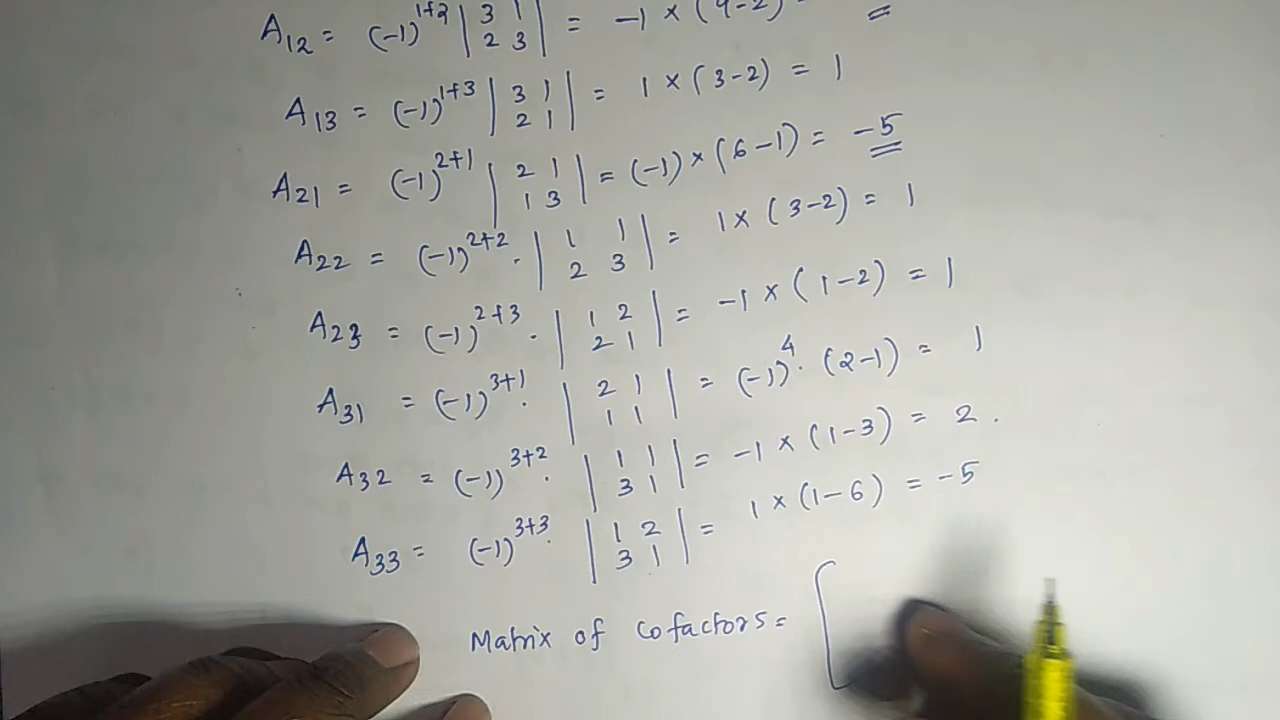 A12 = (-1)^1+2 | 3 1 | = -1 × (9-2)
| 2 3 | =
A13 = (-1)^1+3 | 3 1 | = 1 × (3-2) = 1
| 2 1 |
A21 = (-1)^2+1 | 2 1 | = (-1) × (6-1) = -5
| 1 3 |
A22 = (-1)^2+2 . | 1 1 | = 1 × (3-2) = 1
| 2 3 |
A23 = (-1)^2+3 . | 1 2 | = -1 × (1-2) = 1
| 2 1 |
A31 = (-1)^3+1 . | 2 1 | = (-1)^4 . (2-1) = 1
| 1 1 |
A32 = (-1)^3+2 . | 1 1 | = -1 × (1-3) = 2 .
| 3 1 |
A33 = (-1)^3+3 . | 1 2 | = 1 × (1-6) = -5
| 3 1 |
Matrix of cofactors = [